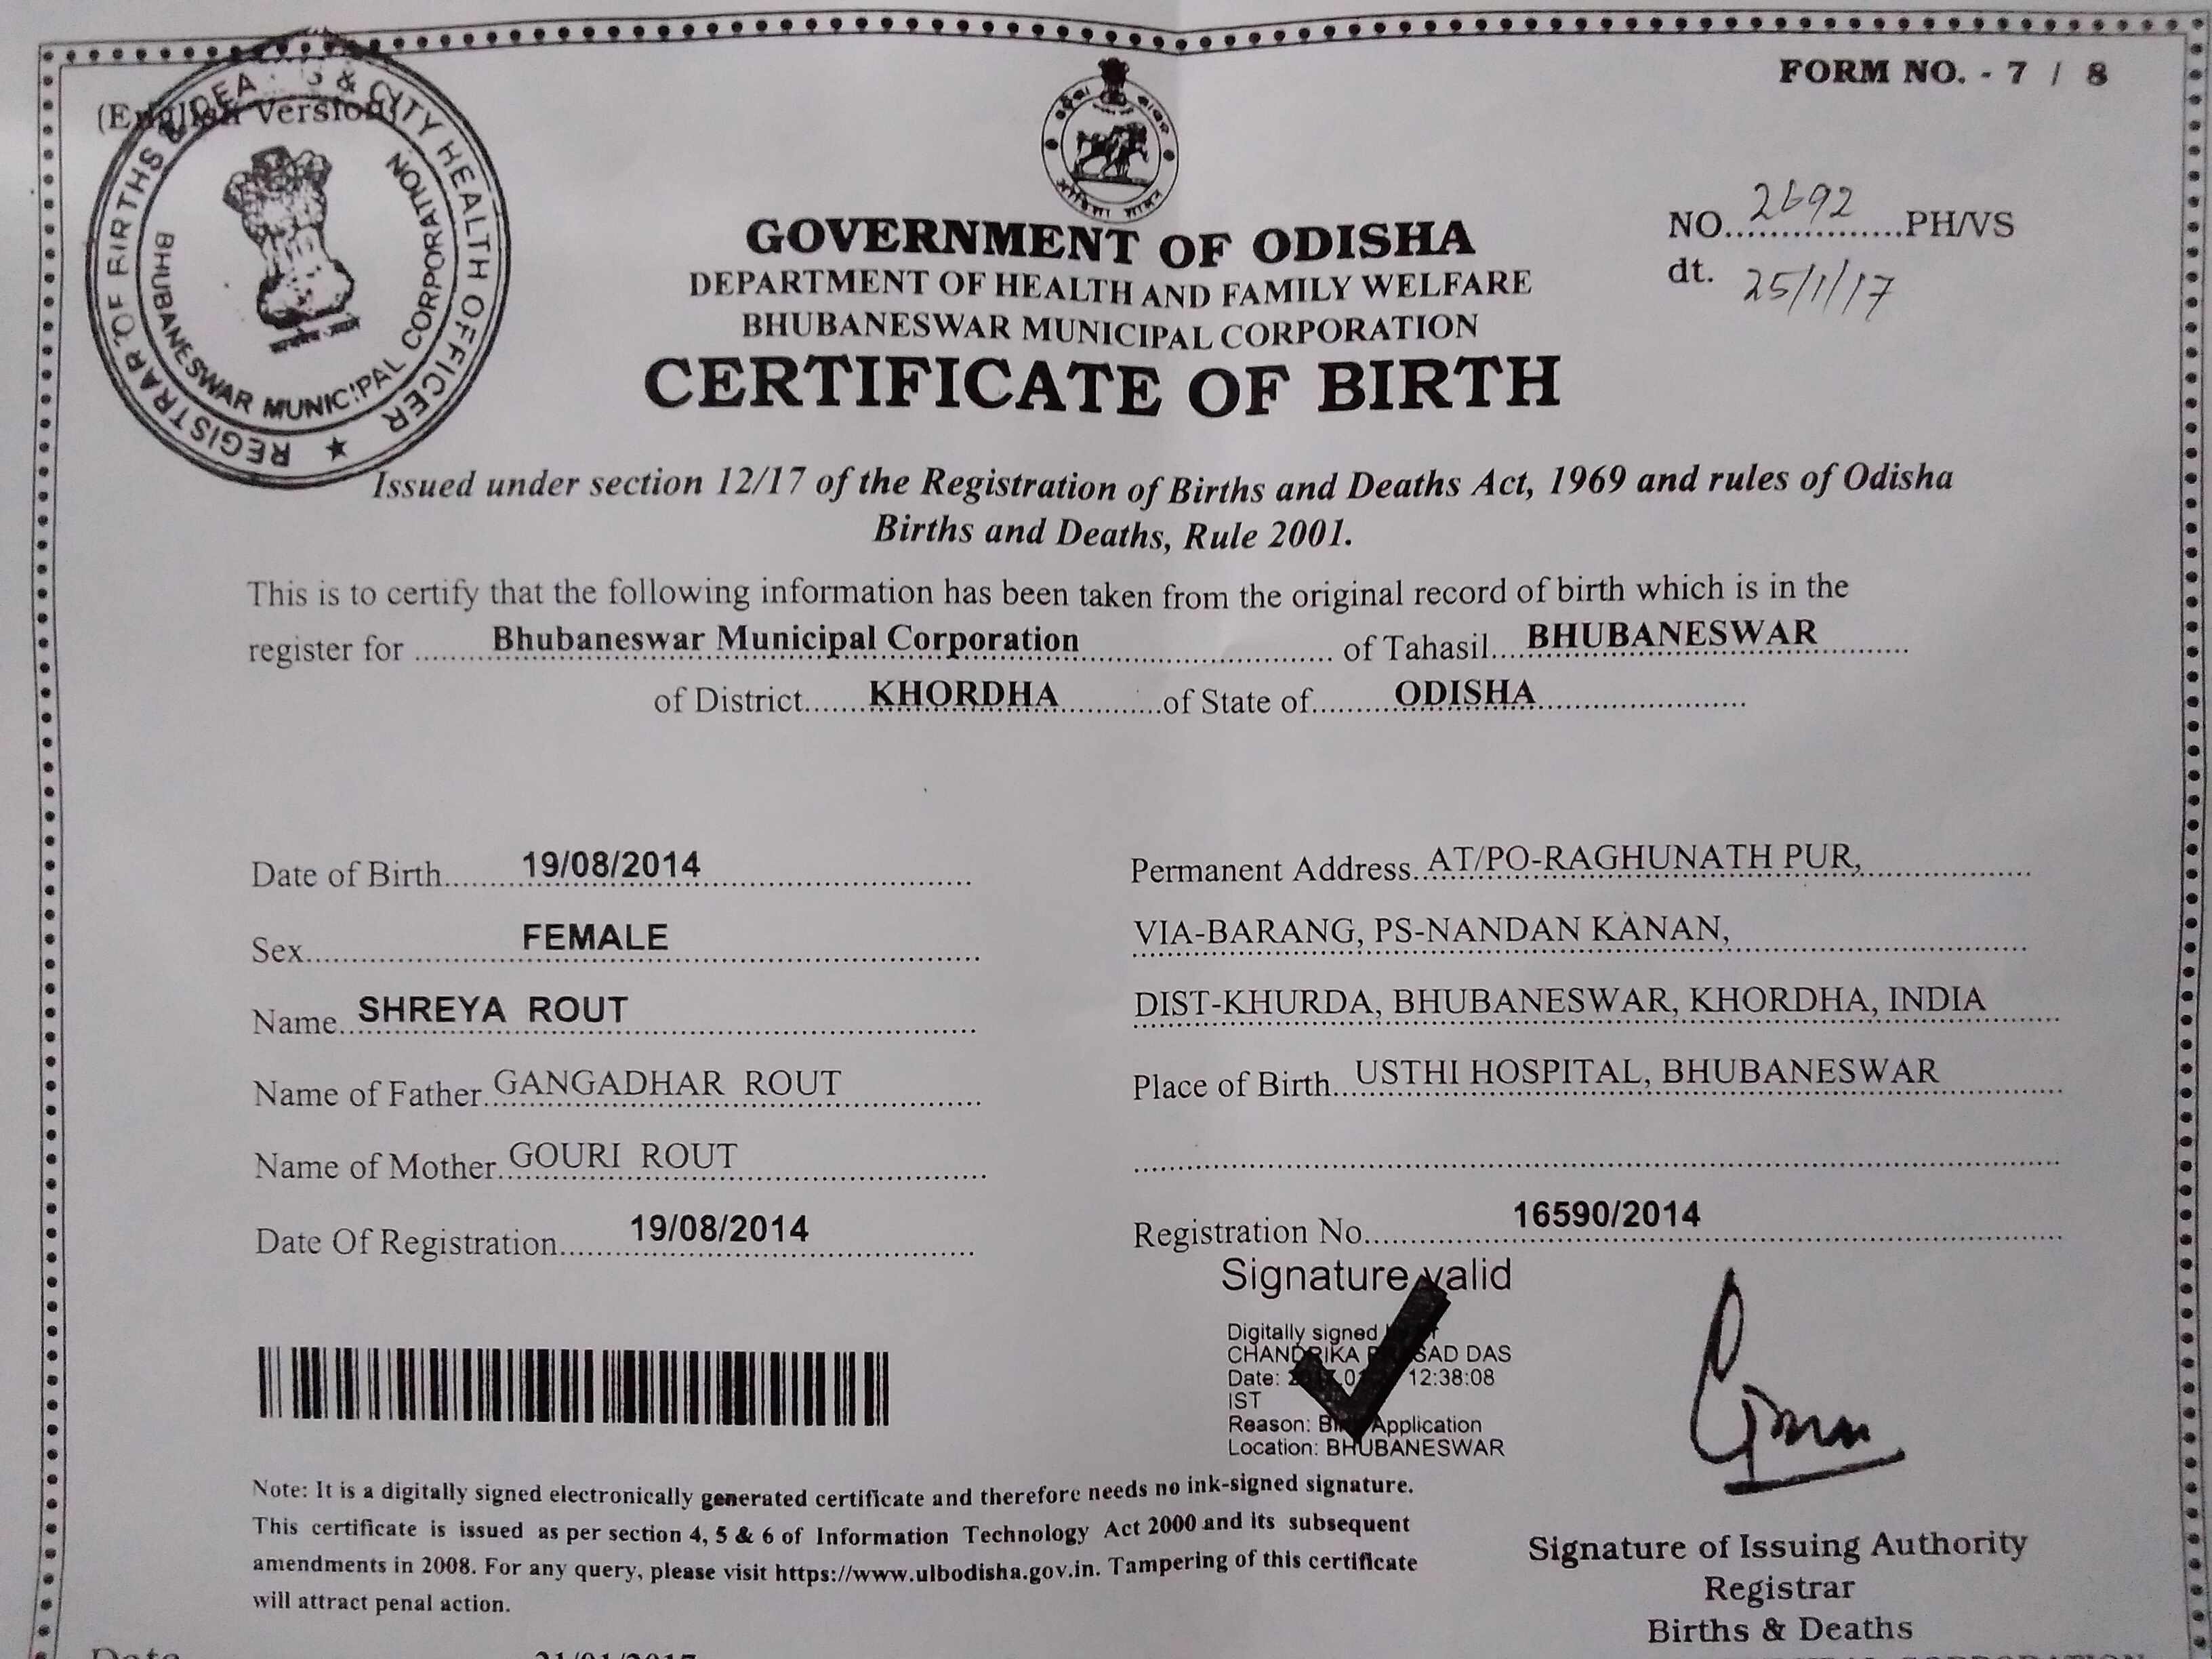 FORM NO. - 7 / 8
(English Version)
REGISTRAR OF BIRTHS & CITY HEALTH OFFICER
BHUBANESWAR MUNICIPAL CORPORATION
NO. 2692 PH/VS
dt. 25/1/17
GOVERNMENT OF ODISHA
DEPARTMENT OF HEALTH AND FAMILY WELFARE
BHUBANESWAR MUNICIPAL CORPORATION
CERTIFICATE OF BIRTH
Issued under section 12/17 of the Registration of Births and Deaths Act, 1969 and rules of Odisha
Births and Deaths, Rule 2001.
This is to certify that the following information has been taken from the original record of birth which is in the
register for Bhubaneswar Municipal Corporation of Tahasil BHUBANESWAR
of District KHORDHA of State of ODISHA
Date of Birth 19/08/2014
Sex FEMALE
Name SHREYA ROUT
Name of Father GANGADHAR ROUT
Name of Mother GOURI ROUT
Date Of Registration 19/08/2014
Permanent Address AT/PO-RAGHUNATH PUR,
VIA-BARANG, PS-NANDAN KANAN,
DIST-KHURDA, BHUBANESWAR, KHORDHA, INDIA
Place of Birth USTHI HOSPITAL, BHUBANESWAR
Registration No. 16590/2014
Signature valid
Digitally signed
CHANDRIKA DAS
Date: 12:38:08
IST
Reason: Application
Location: BHUBANESWAR
Note: It is a digitally signed electronically generated certificate and therefore needs no ink-signed signature.
This certificate is issued as per section 4, 5 & 6 of Information Technology Act 2000 and its subsequent
amendments in 2008. For any query, please visit https://www.ulbodisha.gov.in. Tampering of this certificate
will attract penal action.
Signature of Issuing Authority
Registrar
Births & Deaths